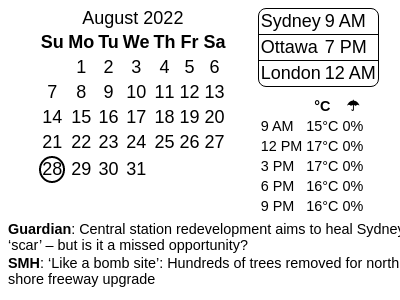 August 2022
Su Mo Tu We Th Fr Sa
1 2 3 4 5 6
7 8 9 10 11 12 13
14 15 16 17 18 19 20
21 22 23 24 25 26 27
28 29 30 31
Sydney 9 AM
Ottawa 7 PM
London 12 AM
°C ☂
9 AM 15°C 0%
12 PM 17°C 0%
3 PM 17°C 0%
6 PM 16°C 0%
9 PM 16°C 0%
Guardian: Central station redevelopment aims to heal Sydney
‘scar’ – but is it a missed opportunity?
SMH: ‘Like a bomb site’: Hundreds of trees removed for north
shore freeway upgrade